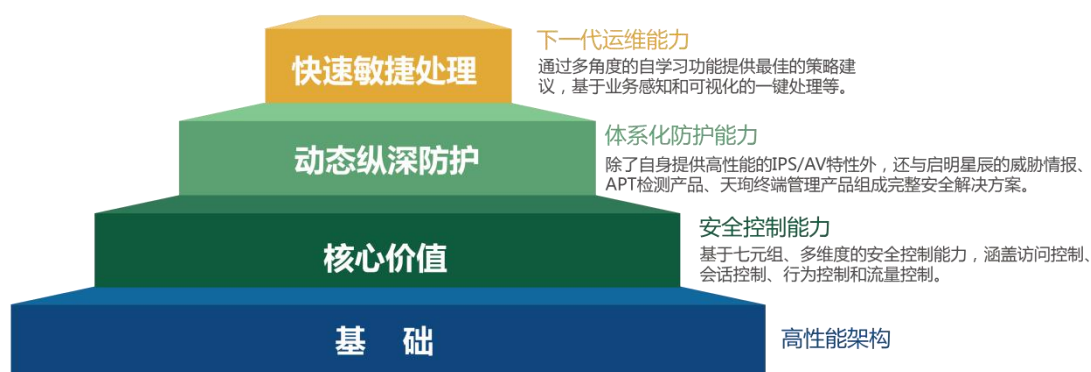 快速敏捷处理
下一代运维能力
通过多角度的自学习功能提供最佳的策略建
议，基于业务感知和可视化的一键处理等。
动态纵深防护
体系化防护能力
除了自身提供高性能的IPS/AV特性外，还与启明星辰的威胁情报、
APT检测产品、天珣终端管理产品组成完整安全解决方案。
核心价值
安全控制能力
基于七元组、多维度的安全控制能力，涵盖访问控制、
会话控制、行为控制和流量控制。
基 础
高性能架构